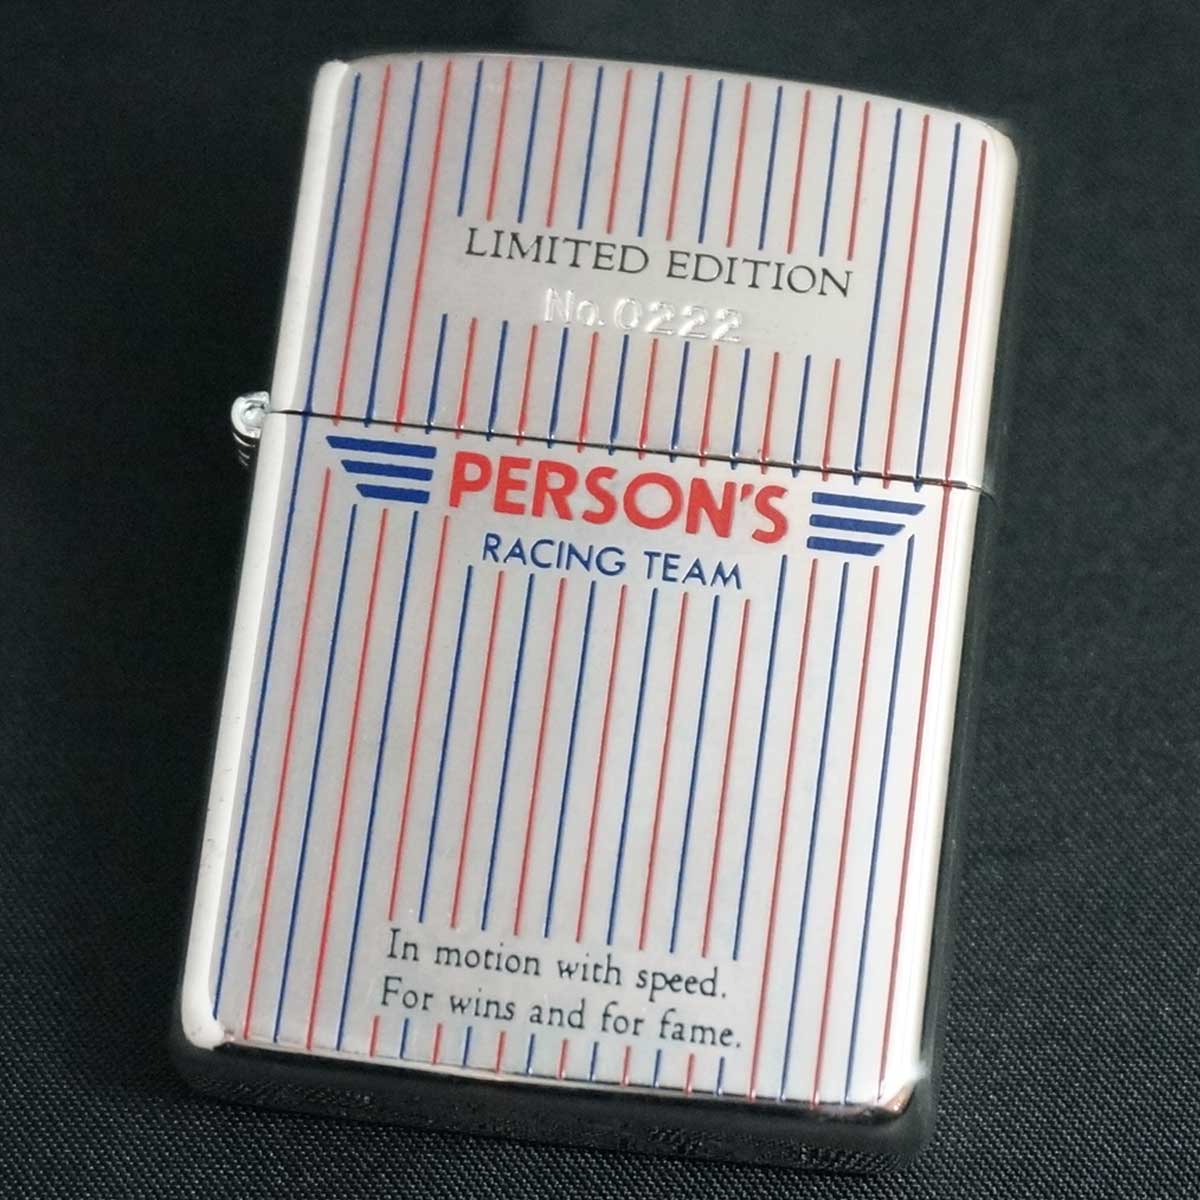 LIMITED EDITION
No.0222
PERSON'S
RACING TEAM
In motion with speed.
For wins and for fame.